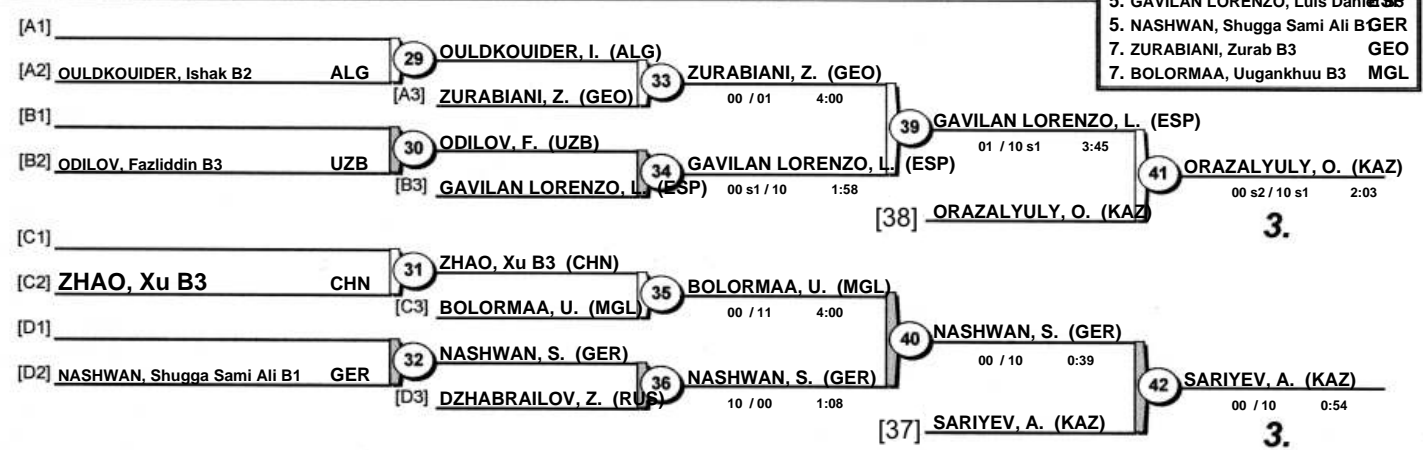 5. GAVILAN LORENZO, Luis Daniel ESP
5. NASHWAN, Shugga Sami Ali B1 GER
7. ZURABIANI, Zurab B3 GEO
7. BOLORMAA, Uugankhuu B3 MGL
[A1]
[A2] OULDKOUIDER, Ishak B2 ALG
29 OULDKOUIDER, I. (ALG)
[A3] ZURABIANI, Z. (GEO)
33 ZURABIANI, Z. (GEO)
00 / 01 4:00
[B1]
[B2] ODILOV, Fazliddin B3 UZB
30 ODILOV, F. (UZB)
[B3] GAVILAN LORENZO, L. (ESP)
34 GAVILAN LORENZO, L. (ESP)
00 s1 / 10 1:58
39 GAVILAN LORENZO, L. (ESP)
01 / 10 s1 3:45
[38] ORAZALYULY, O. (KAZ)
41 ORAZALYULY, O. (KAZ)
00 s2 / 10 s1 2:03
3.
[C1]
[C2] ZHAO, Xu B3 CHN
31 ZHAO, Xu B3 (CHN)
[C3] BOLORMAA, U. (MGL)
35 BOLORMAA, U. (MGL)
00 / 11 4:00
[D1]
[D2] NASHWAN, Shugga Sami Ali B1 GER
32 NASHWAN, S. (GER)
[D3] DZHABRAILOV, Z. (RUS)
36 NASHWAN, S. (GER)
10 / 00 1:08
40 NASHWAN, S. (GER)
00 / 10 0:39
[37] SARIYEV, A. (KAZ)
42 SARIYEV, A. (KAZ)
00 / 10 0:54
3.